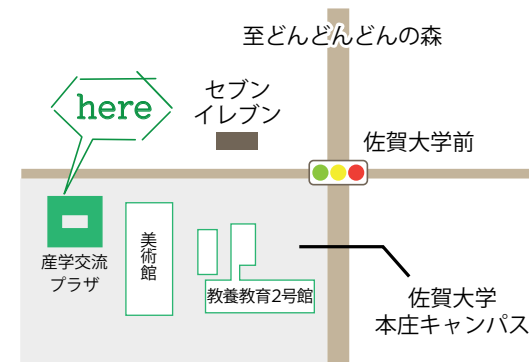 至どんどんどんの森
セブン
イレブン
here
佐賀大学前
美術館
産学交流
プラザ
教養教育2号館
佐賀大学
本庄キャンパス